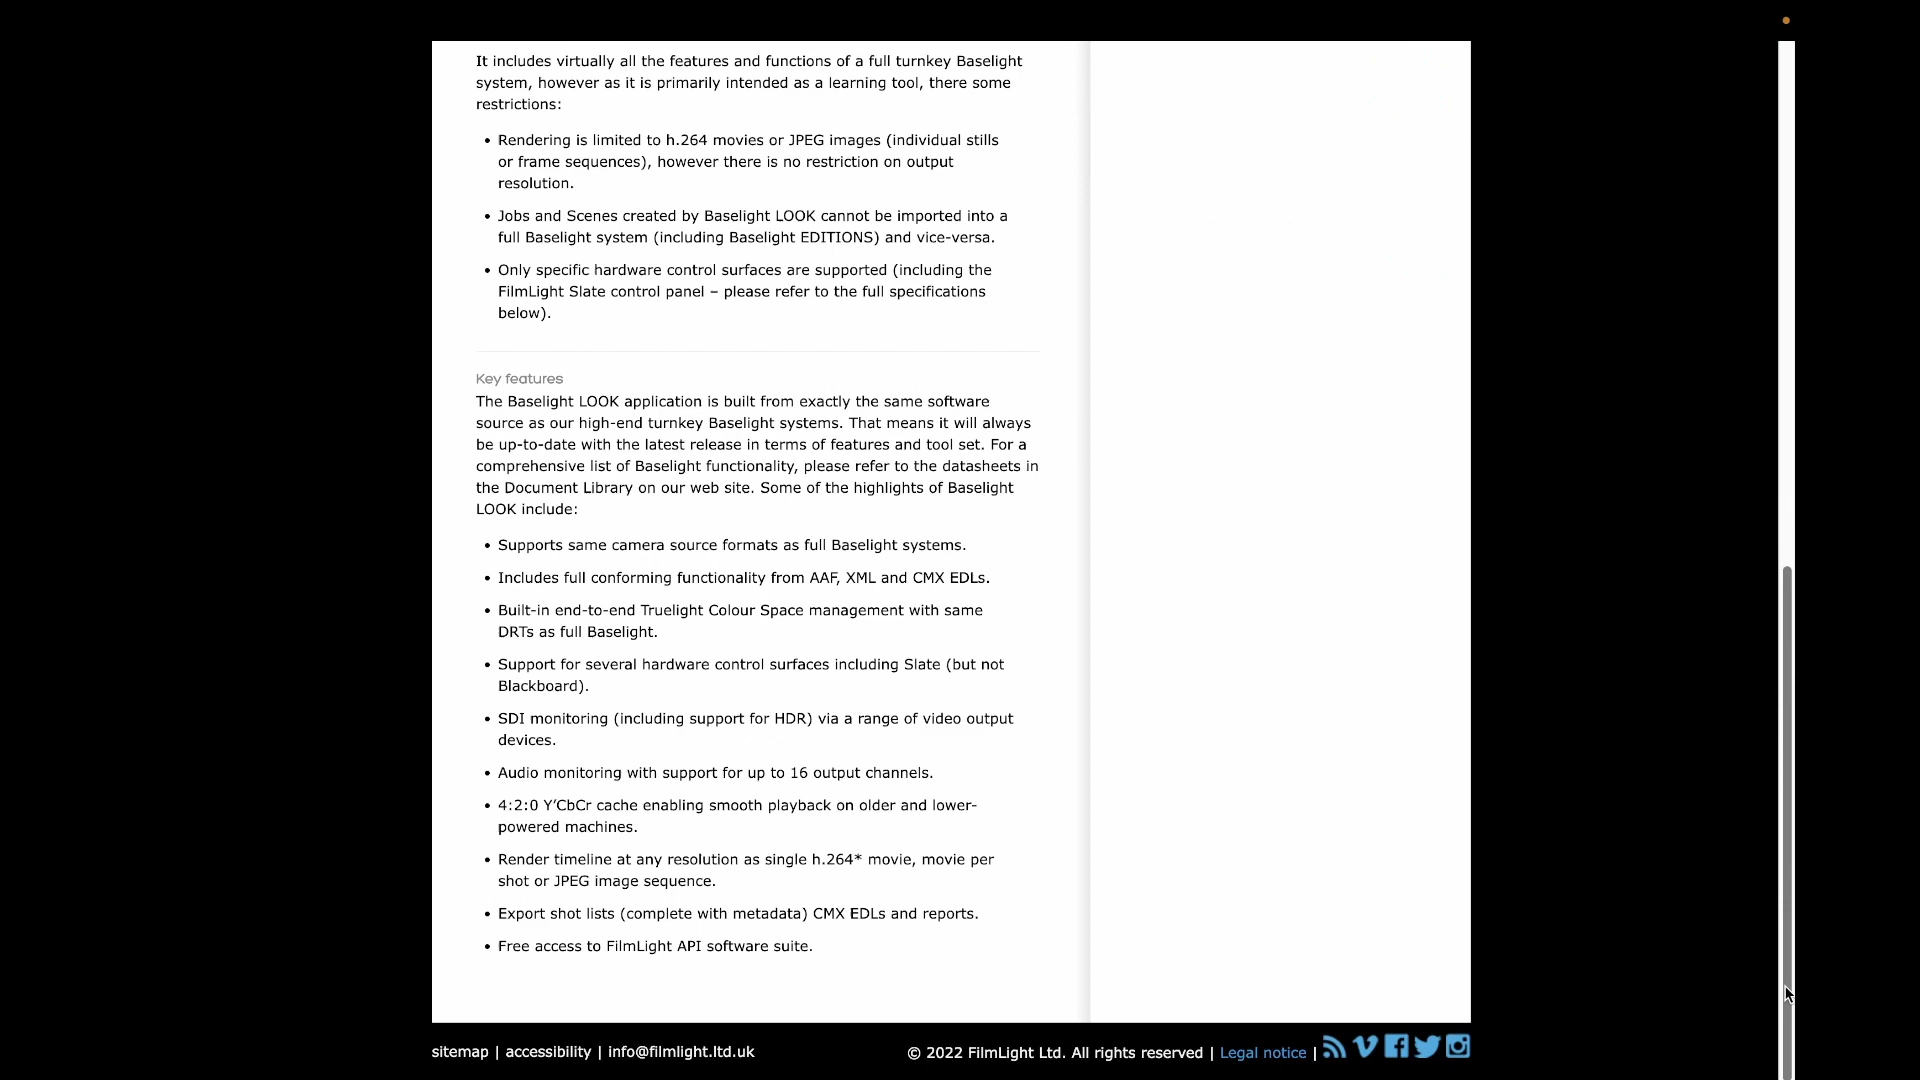 It includes virtually all the features and functions of a full turnkey Baselight
system, however as it is primarily intended as a learning tool, there some
restrictions:
• Rendering is limited to h.264 movies or JPEG images (individual stills
or frame sequences), however there is no restriction on output
resolution.
• Jobs and Scenes created by Baselight LOOK cannot be imported into a
full Baselight system (including Baselight EDITIONS) and vice-versa.
• Only specific hardware control surfaces are supported (including the
FilmLight Slate control panel – please refer to the full specifications
below).
Key features
The Baselight LOOK application is built from exactly the same software
source as our high-end turnkey Baselight systems. That means it will always
be up-to-date with the latest release in terms of features and tool set. For a
comprehensive list of Baselight functionality, please refer to the datasheets in
the Document Library on our web site. Some of the highlights of Baselight
LOOK include:
• Supports same camera source formats as full Baselight systems.
• Includes full conforming functionality from AAF, XML and CMX EDLs.
• Built-in end-to-end Truelight Colour Space management with same
DRTs as full Baselight.
• Support for several hardware control surfaces including Slate (but not
Blackboard).
• SDI monitoring (including support for HDR) via a range of video output
devices.
• Audio monitoring with support for up to 16 output channels.
• 4:2:0 Y’CbCr cache enabling smooth playback on older and lower-
powered machines.
• Render timeline at any resolution as single h.264* movie, movie per
shot or JPEG image sequence.
• Export shot lists (complete with metadata) CMX EDLs and reports.
• Free access to FilmLight API software suite.
sitemap | accessibility | info@filmlight.ltd.uk
© 2022 FilmLight Ltd. All rights reserved | Legal notice |